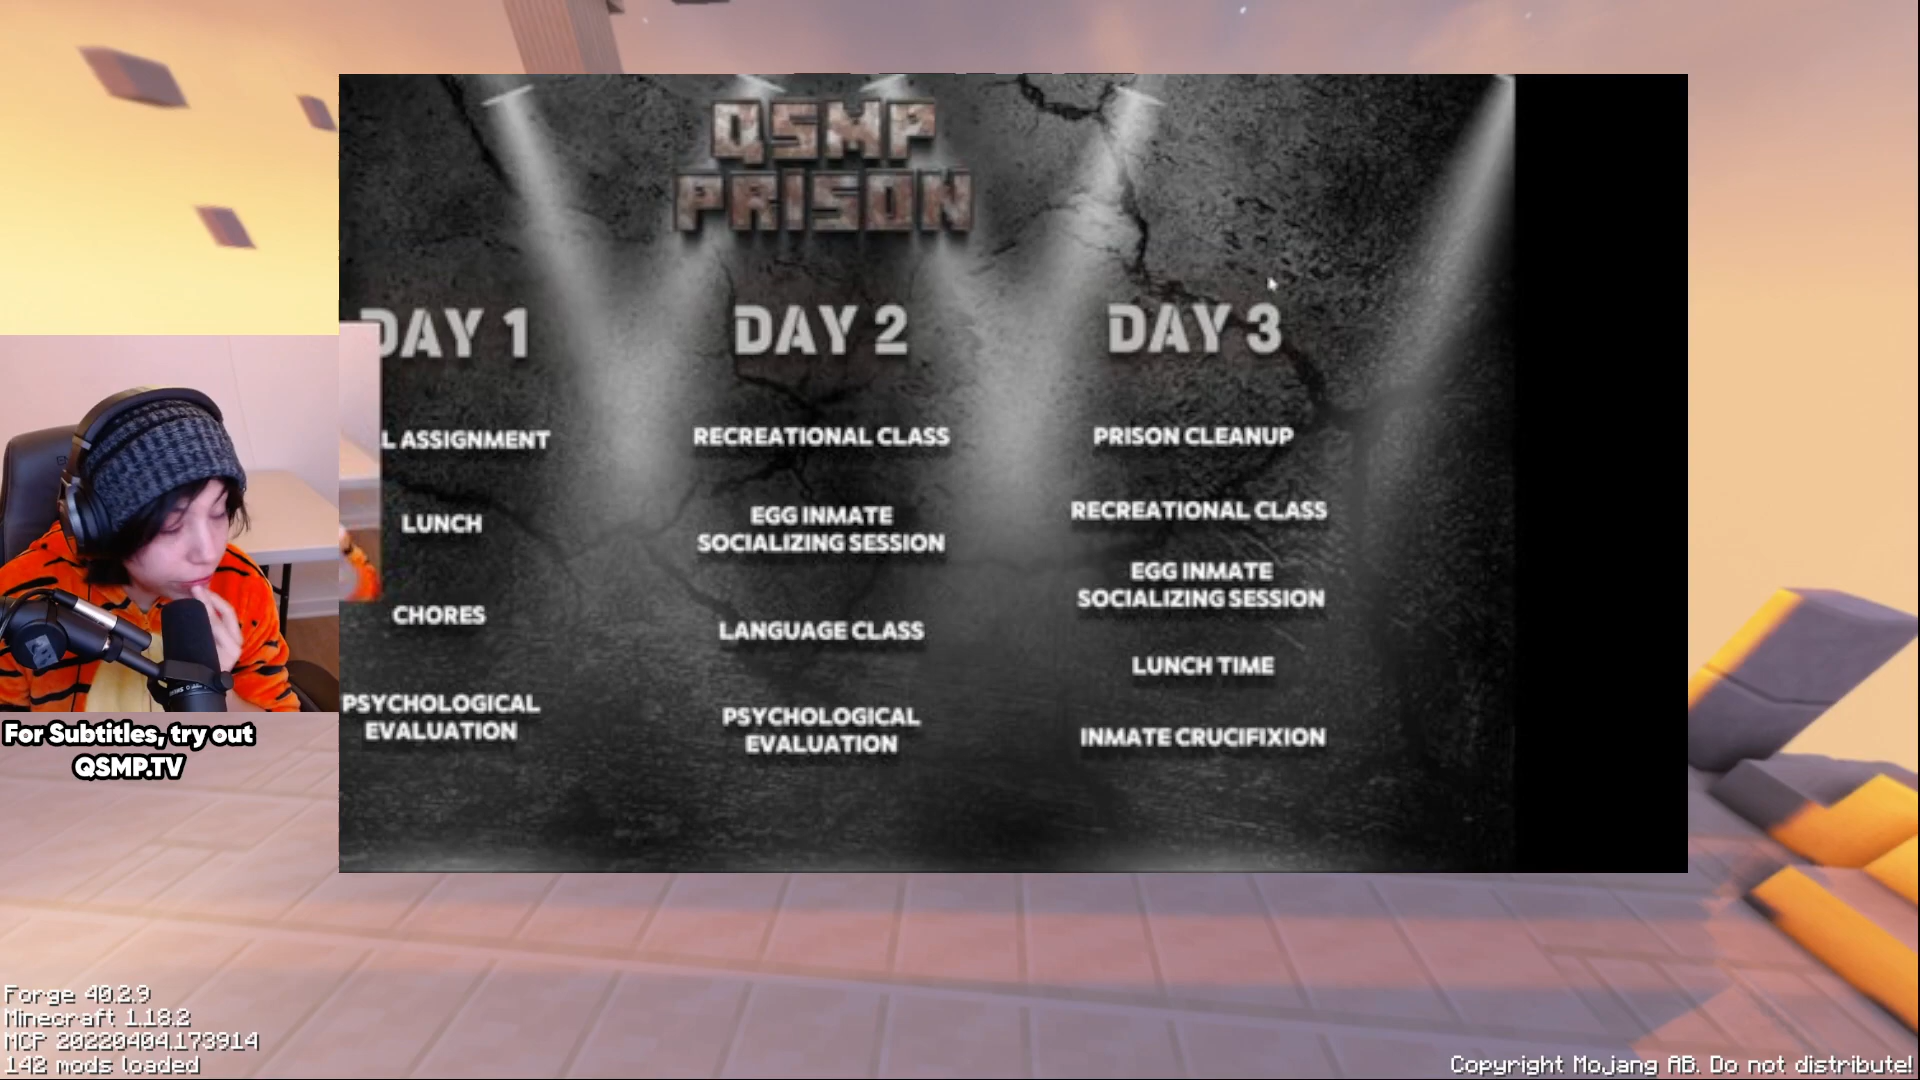 QSMP
PRISON
DAY 1
L ASSIGNMENT
LUNCH
CHORES
PSYCHOLOGICAL
EVALUATION
DAY 2
RECREATIONAL CLASS
EGG INMATE
SOCIALIZING SESSION
LANGUAGE CLASS
PSYCHOLOGICAL
EVALUATION
DAY 3
PRISON CLEANUP
RECREATIONAL CLASS
EGG INMATE
SOCIALIZING SESSION
LUNCH TIME
INMATE CRUCIFIXION
For Subtitles, try out
QSMP.TV
Forge 40.2.9
Minecraft 1.18.2
MCP 20220404.173914
142 mods loaded
Copyright Mojang AB. Do not distribute!